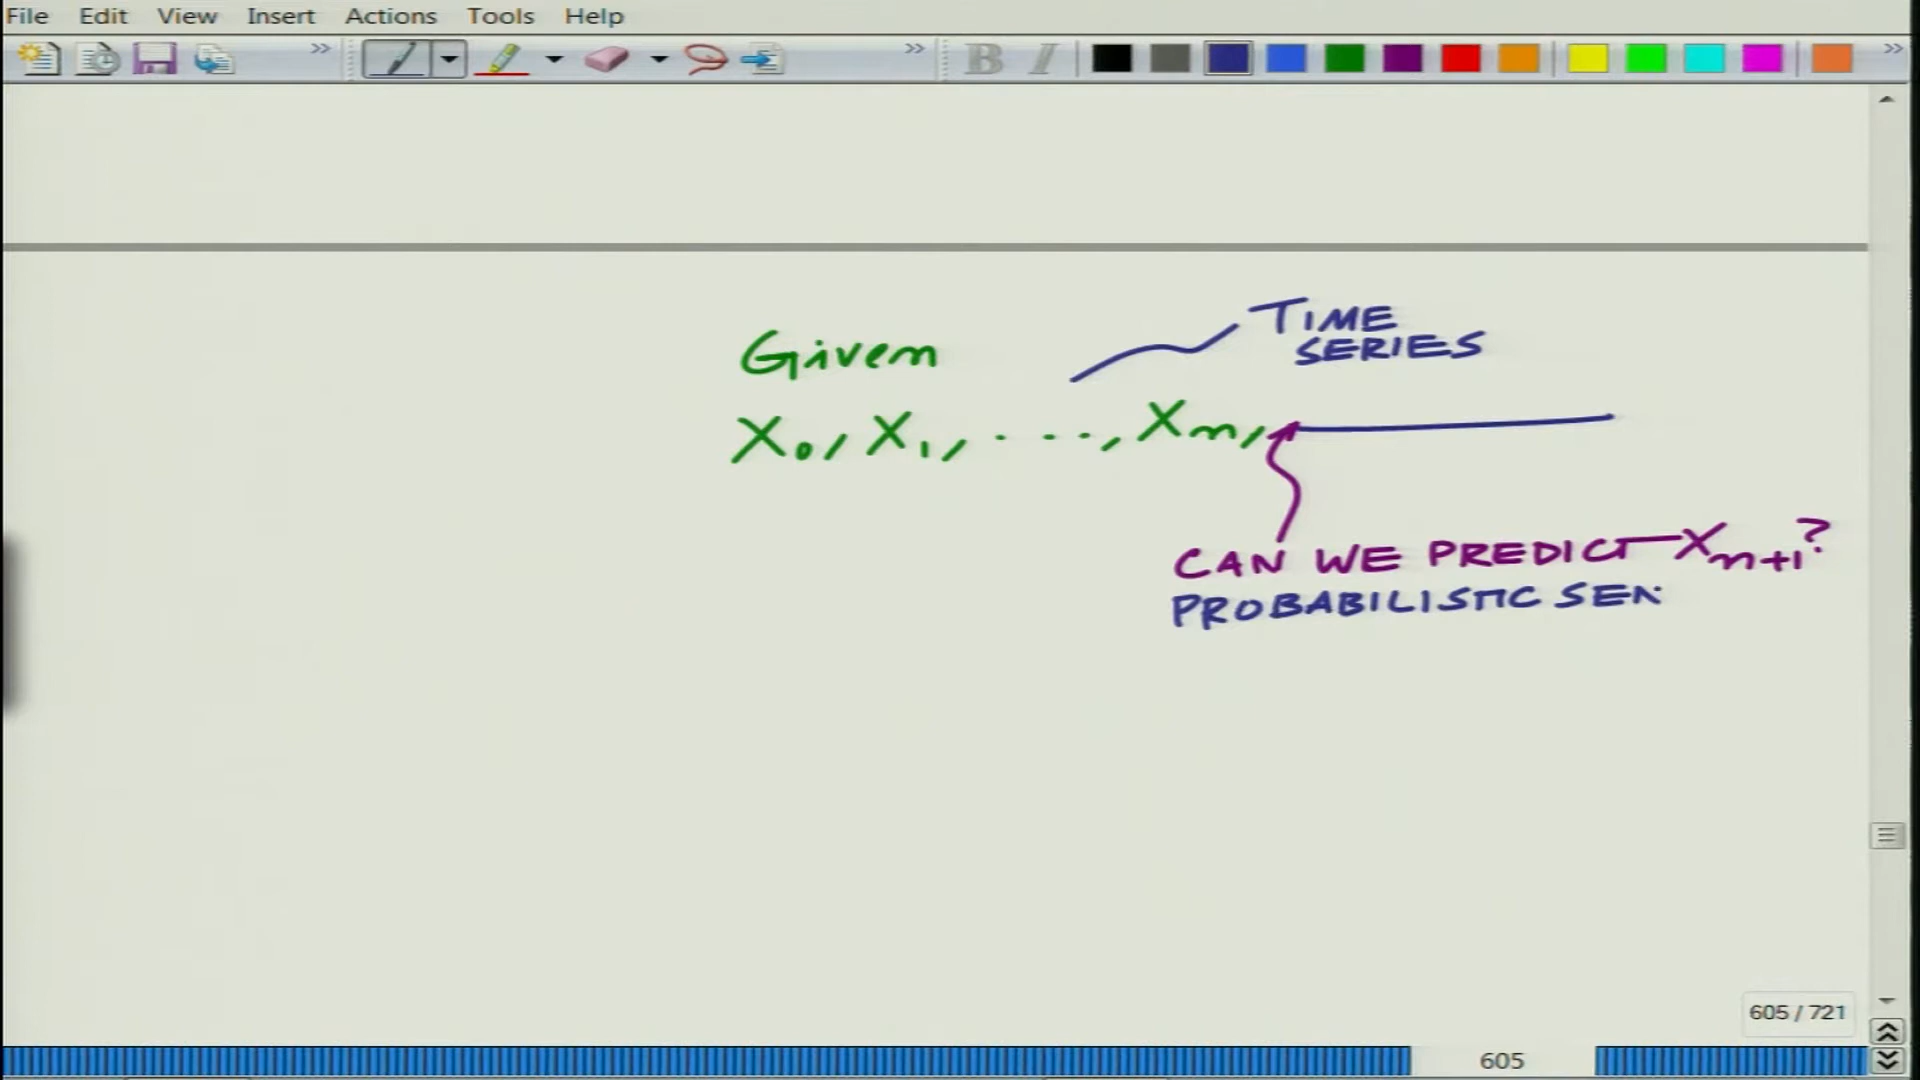 File Edit View Insert Actions Tools Help
B I
TIME
SERIES
Given
X₀, X₁, ...., Xₙ,
CAN WE PREDICT Xₙ₊₁?
PROBABILISTIC SEN
605 / 721
605